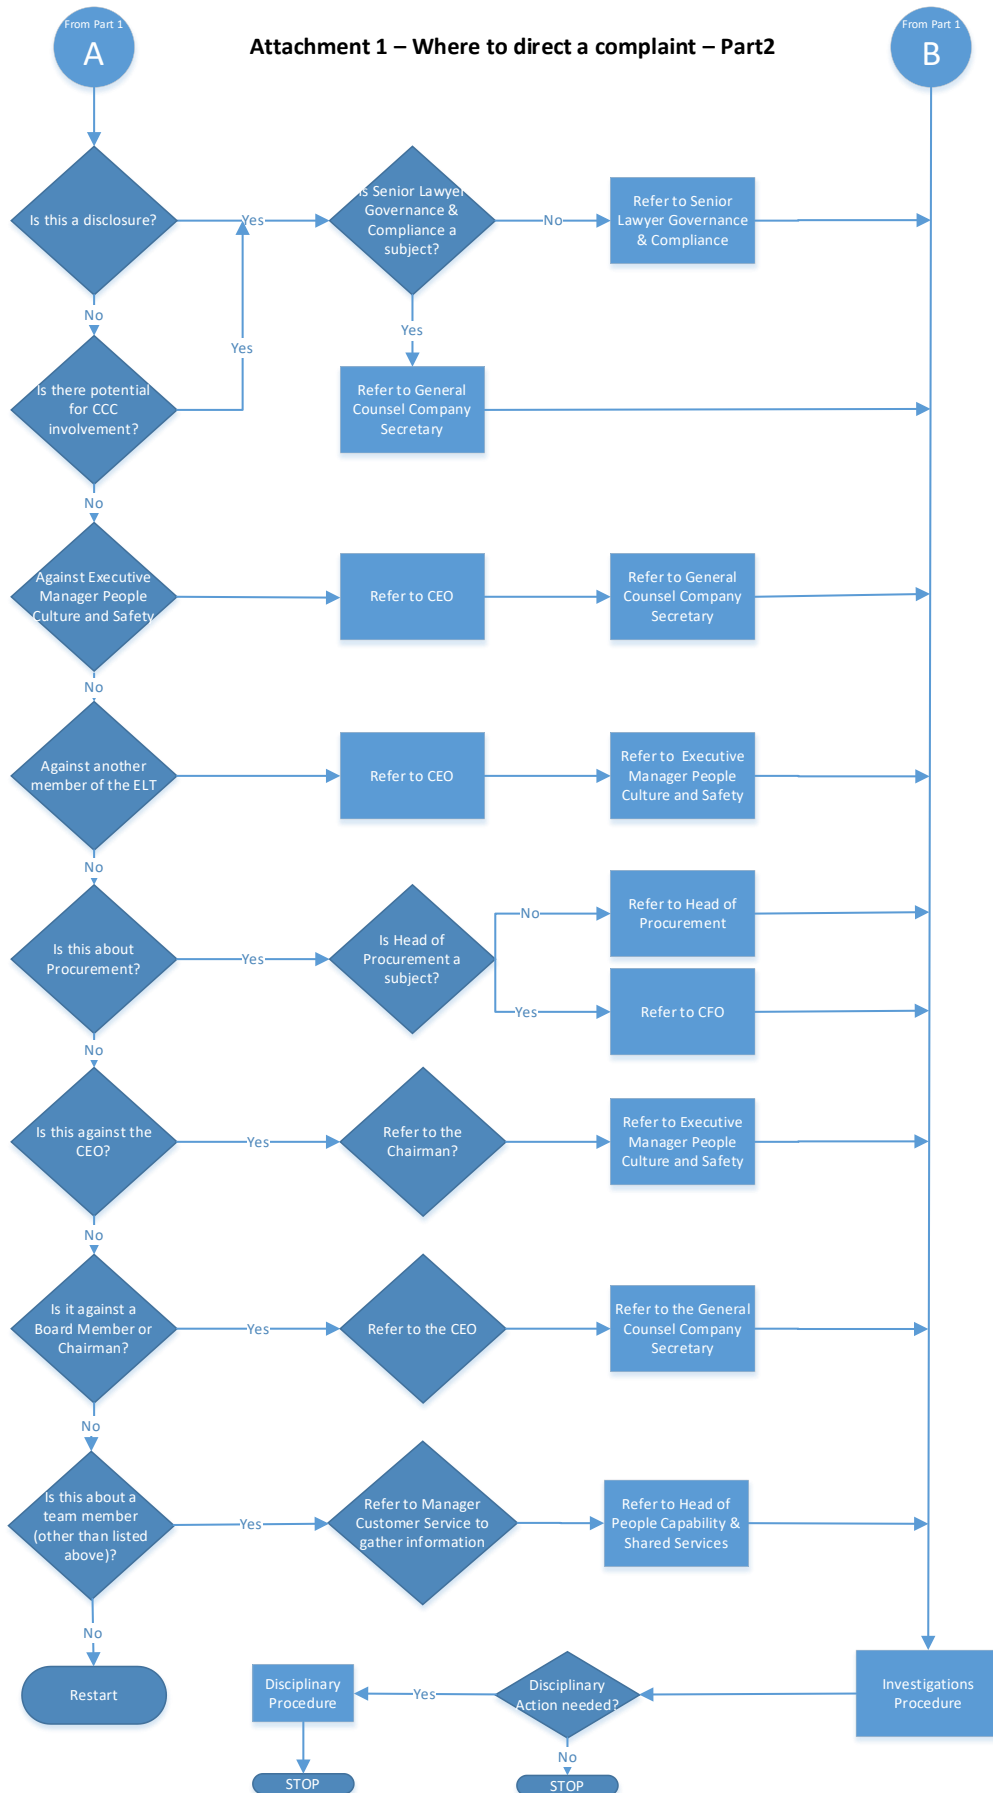 From Part 1
A
Attachment 1 – Where to direct a complaint – Part2
From Part 1
B
Is this a disclosure?
Yes
Is Senior Lawyer
Governance &
Compliance a
subject?
No
Refer to Senior
Lawyer Governance
& Compliance
No
Yes
Yes
Is there potential
for CCC
involvement?
Refer to General
Counsel Company
Secretary
No
Against Executive
Manager People
Culture and Safety
Refer to CEO
Refer to General
Counsel Company
Secretary
No
Against another
member of the ELT
Refer to CEO
Refer to  Executive
Manager People
Culture and Safety
No
Is this about
Procurement?
Yes
Is Head of
Procurement a
subject?
No
Refer to Head of
Procurement
Yes
Refer to CFO
No
Is this against the
CEO?
Yes
Refer to the
Chairman?
Refer to Executive
Manager People
Culture and Safety
No
Is it against a
Board Member or
Chairman?
Yes
Refer to the CEO
Refer to the General
Counsel Company
Secretary
No
Is this about a
team member
(other than listed
above)?
Yes
Refer to Manager
Customer Service to
gather information
Refer to Head of
People Capability &
Shared Services
No
Restart
Disciplinary
Procedure
Yes
Disciplinary
Action needed?
Investigations
Procedure
No
STOP
STOP